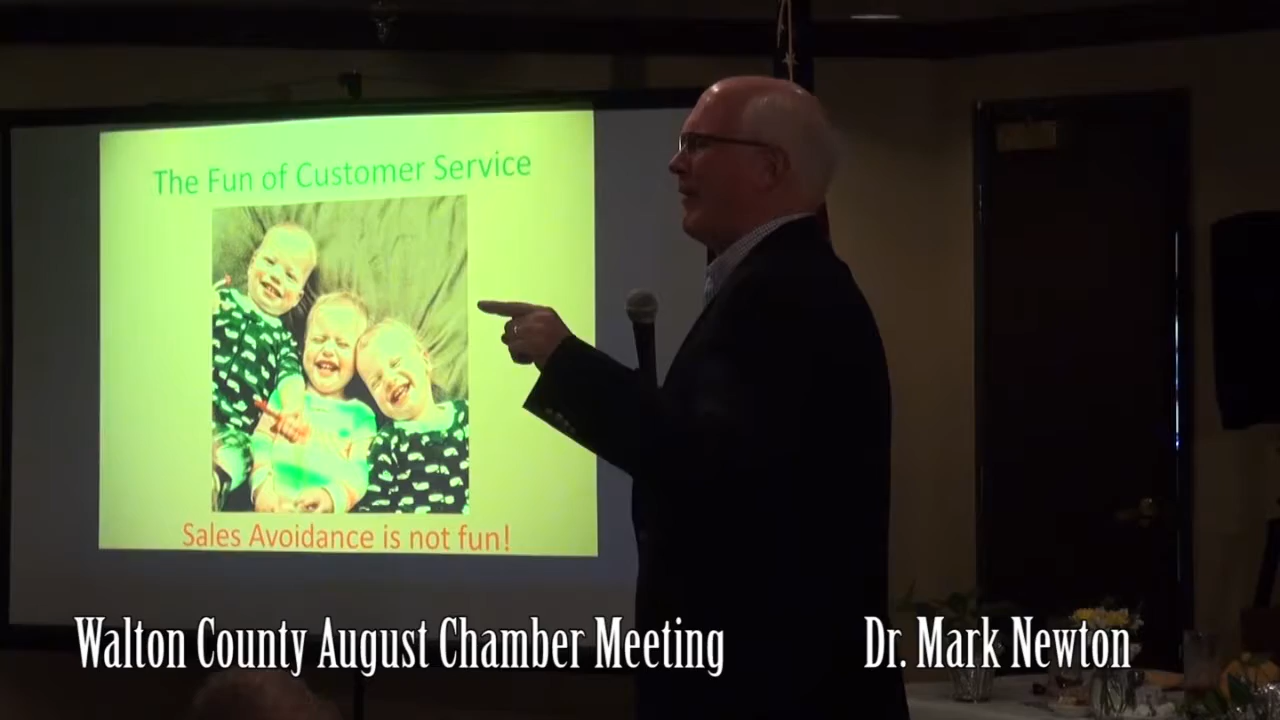 The Fun of Customer Service
Sales Avoidance is not fun!
Walton County August Chamber Meeting
Dr. Mark Newton